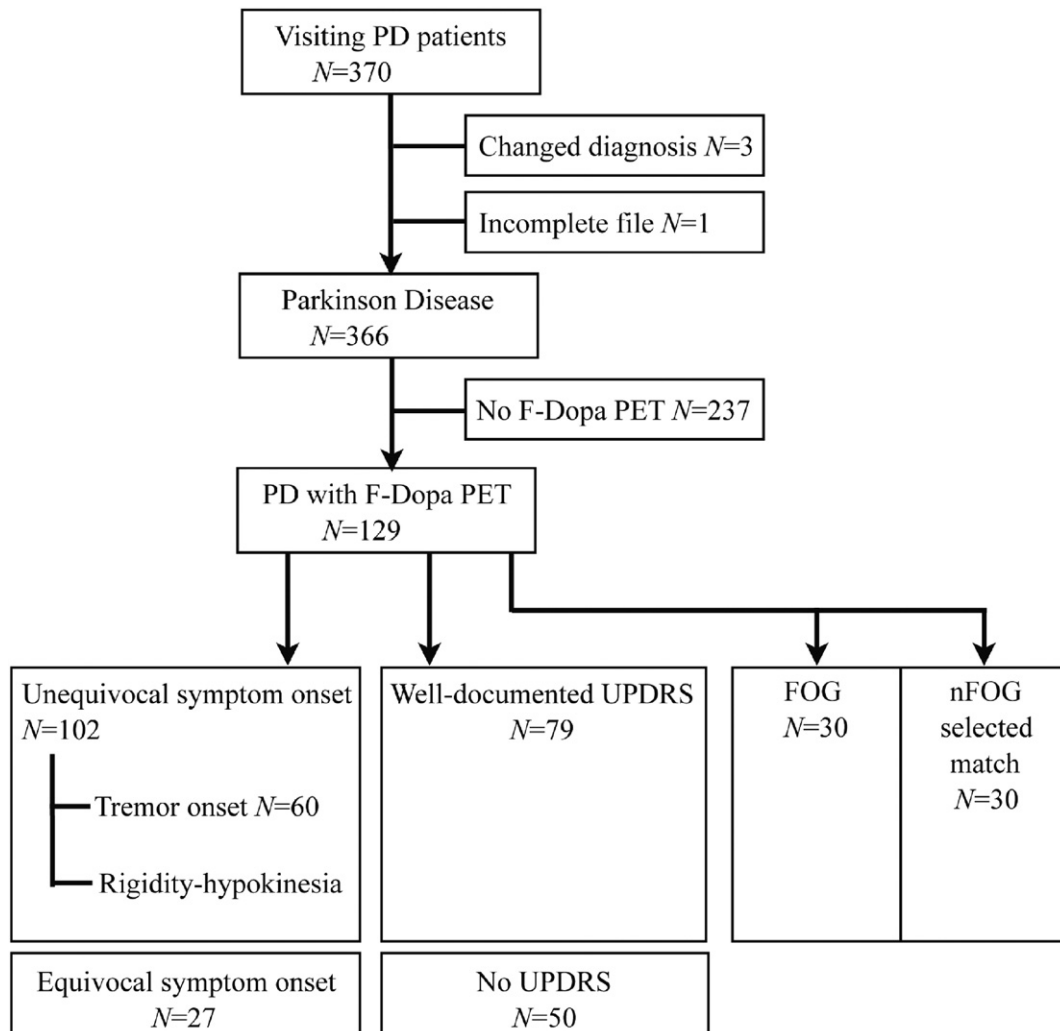 Visiting PD patients
N=370
Changed diagnosis N=3
Incomplete file N=1
Parkinson Disease
N=366
No F-Dopa PET N=237
PD with F-Dopa PET
N=129
Unequivocal symptom onset
N=102
Tremor onset N=60
Rigidity-hypokinesia
Equivocal symptom onset
N=27
Well-documented UPDRS
N=79
No UPDRS
N=50
FOG
N=30
nFOG
selected
match
N=30